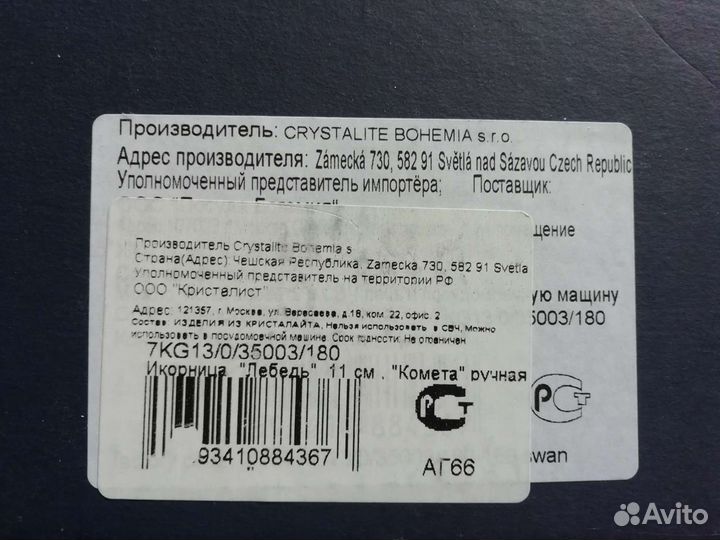 Производитель: CRYSTALITE BOHEMIA s.r.o.
Адрес производителя: Zámecká 730, 582 91 Světlá nad Sázavou Czech Republic
Уполномоченный представитель импортёра; Поставщик:
щение
ую мащину
5003/180
swan
Производитель Crystalite Bohemia s
Страна(Адрес) Чешская Республика, Zamecka 730, 582 91 Svetla
Уполномоченный представитель на территории РФ
ООО "Кристалист"
Адрес: 121357, г. Москва, ул. Вересаева, д.18, ком. 22, офис. 2
Состав: ИЗДЕЛИЯ ИЗ КРИСТАЛАЙТА. Нельзя использовать в СВЧ, Можно
использовать в посудомоечной машине. Срок годности: Не ограничен
7KG13/0/35003/180
Икорница "Лебедь" 11 см , "Комета" ручная
93410884367
АГ66
Avito